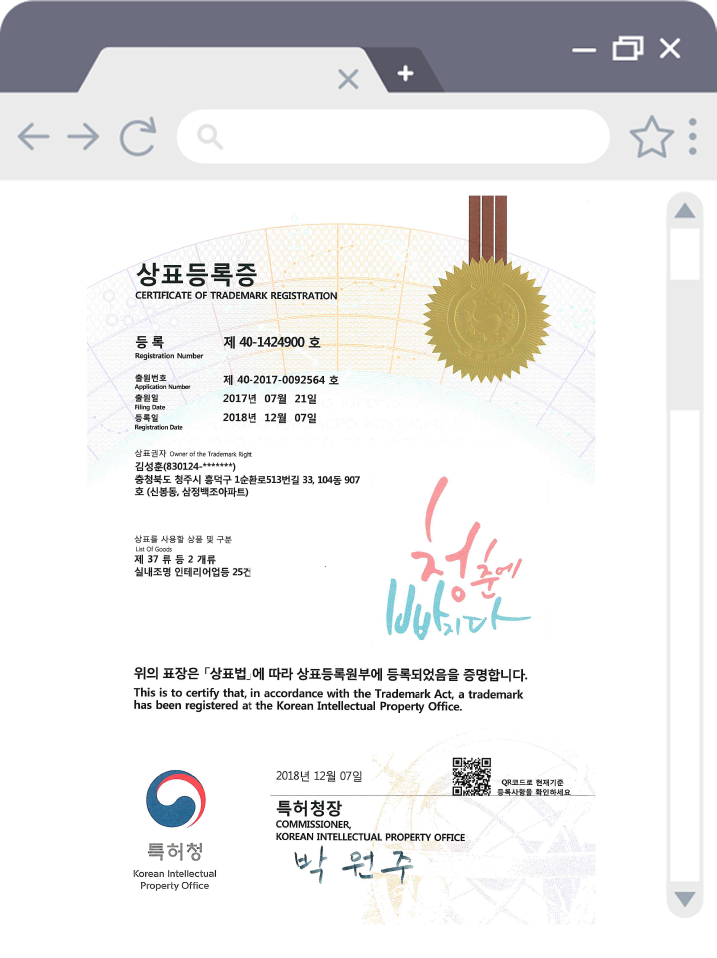 상표등록증
CERTIFICATE OF TRADEMARK REGISTRATION
등 록 제 40-1424900 호
Registration Number
출원번호 제 40-2017-0092564 호
Application Number
출원일 2017년 07월 21일
Filing Date
등록일 2018년 12월 07일
Registration Date
상표권자 Owner of the Trademark Right
김성훈(830124-*******)
충청북도 청주시 흥덕구 1순환로513번길 33, 104동 907
호 (신봉동, 삼정백조아파트)
상표를 사용할 상품 및 구분
List Of Goods
제 37 류 등 2 개류
실내조명 인테리어업등 25건
청춘에
빠지다
위의 표장은 「상표법」에 따라 상표등록원부에 등록되었음을 증명합니다.
This is to certify that, in accordance with the Trademark Act, a trademark
has been registered at the Korean Intellectual Property Office.
2018년 12월 07일
QR코드로 현재기준
등록사항을 확인하세요
특허청장
COMMISSIONER,
KOREAN INTELLECTUAL PROPERTY OFFICE
박원주
특허청
Korean Intellectual
Property Office